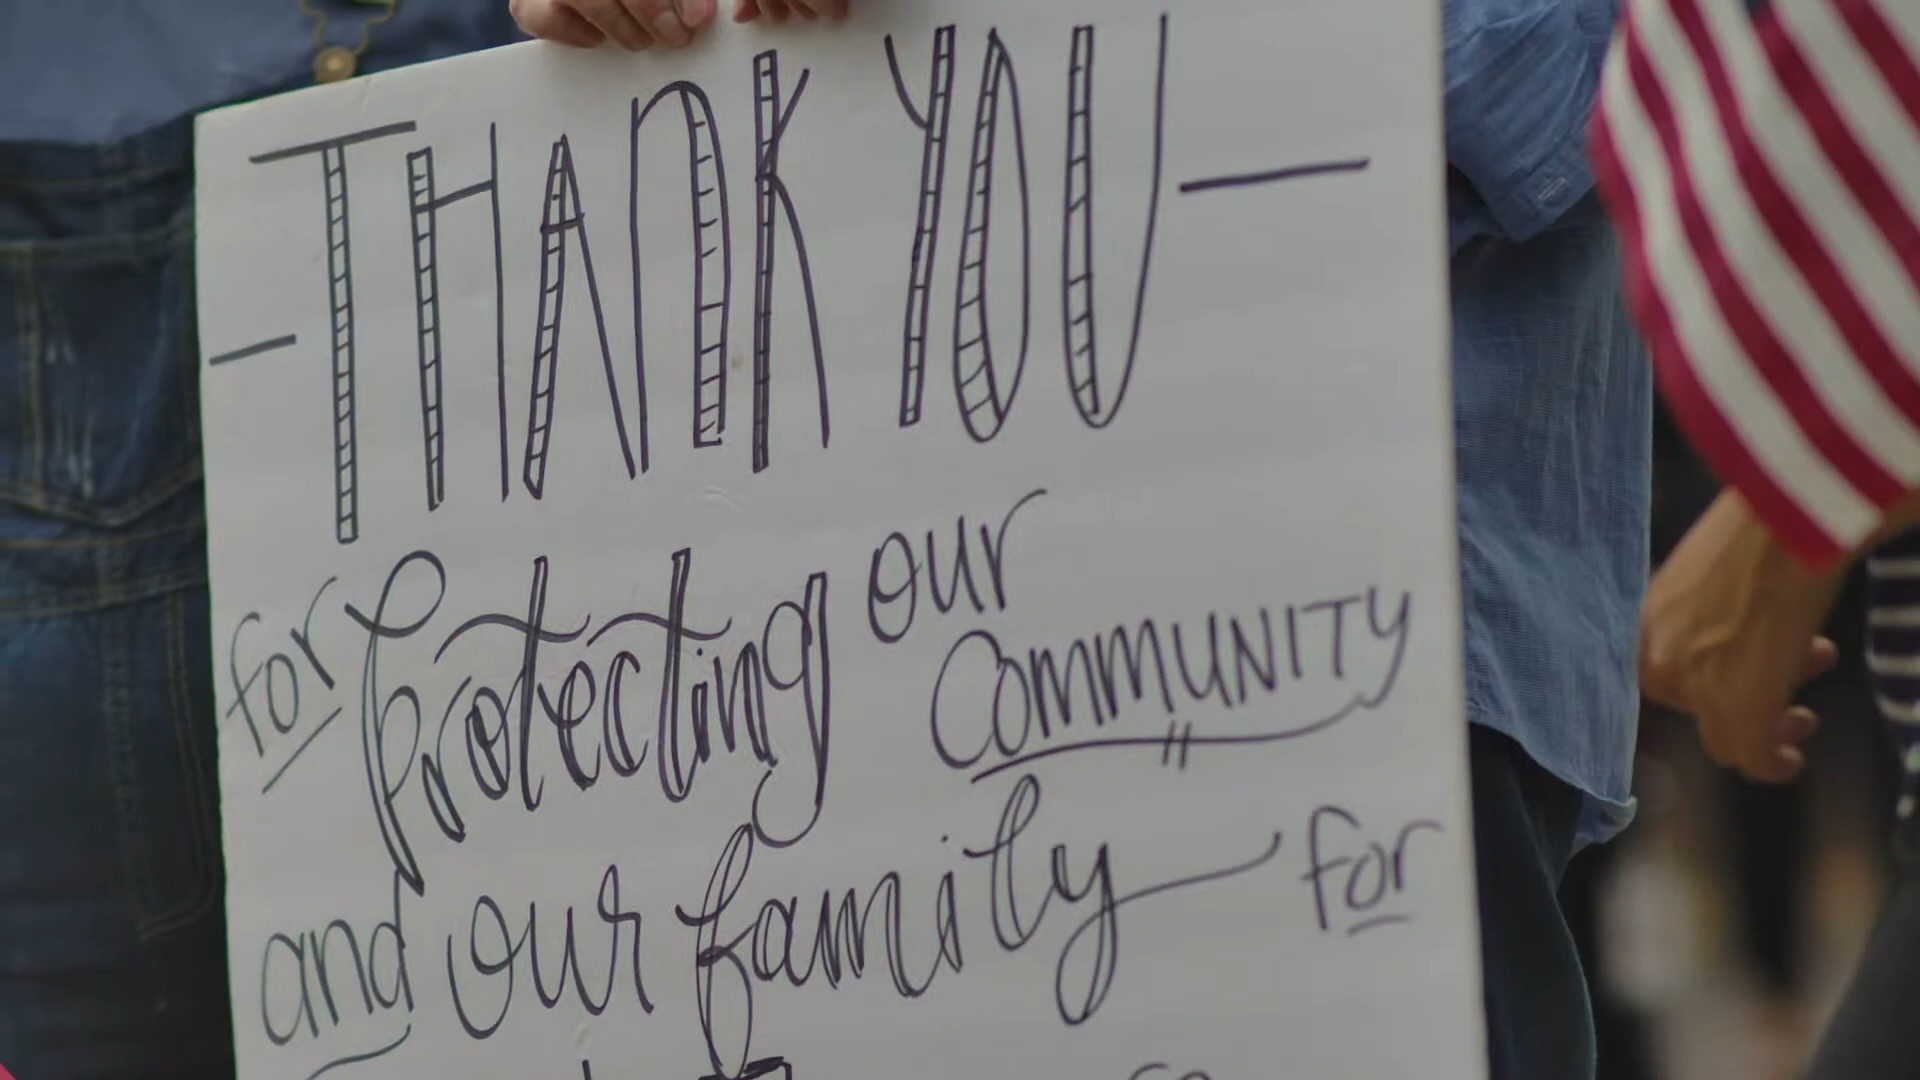 -THANK YOU-
for protecting our
COMMUNITY
and our family for